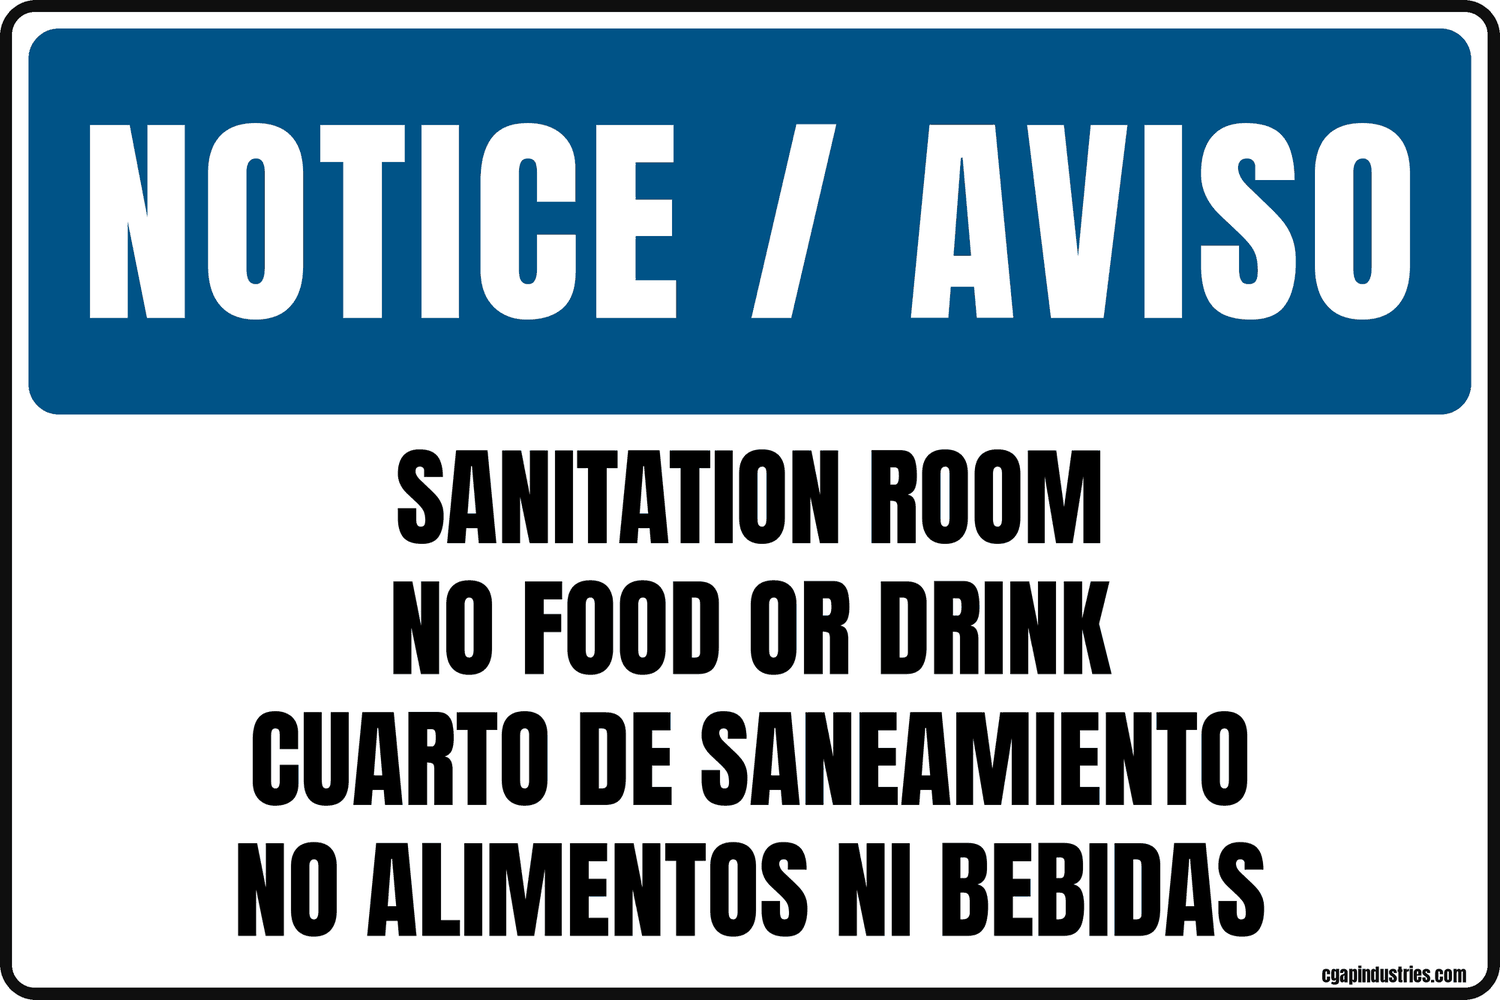 NOTICE / AVISO
SANITATION ROOM
NO FOOD OR DRINK
CUARTO DE SANEAMIENTO
NO ALIMENTOS NI BEBIDAS
cgapindustries.com